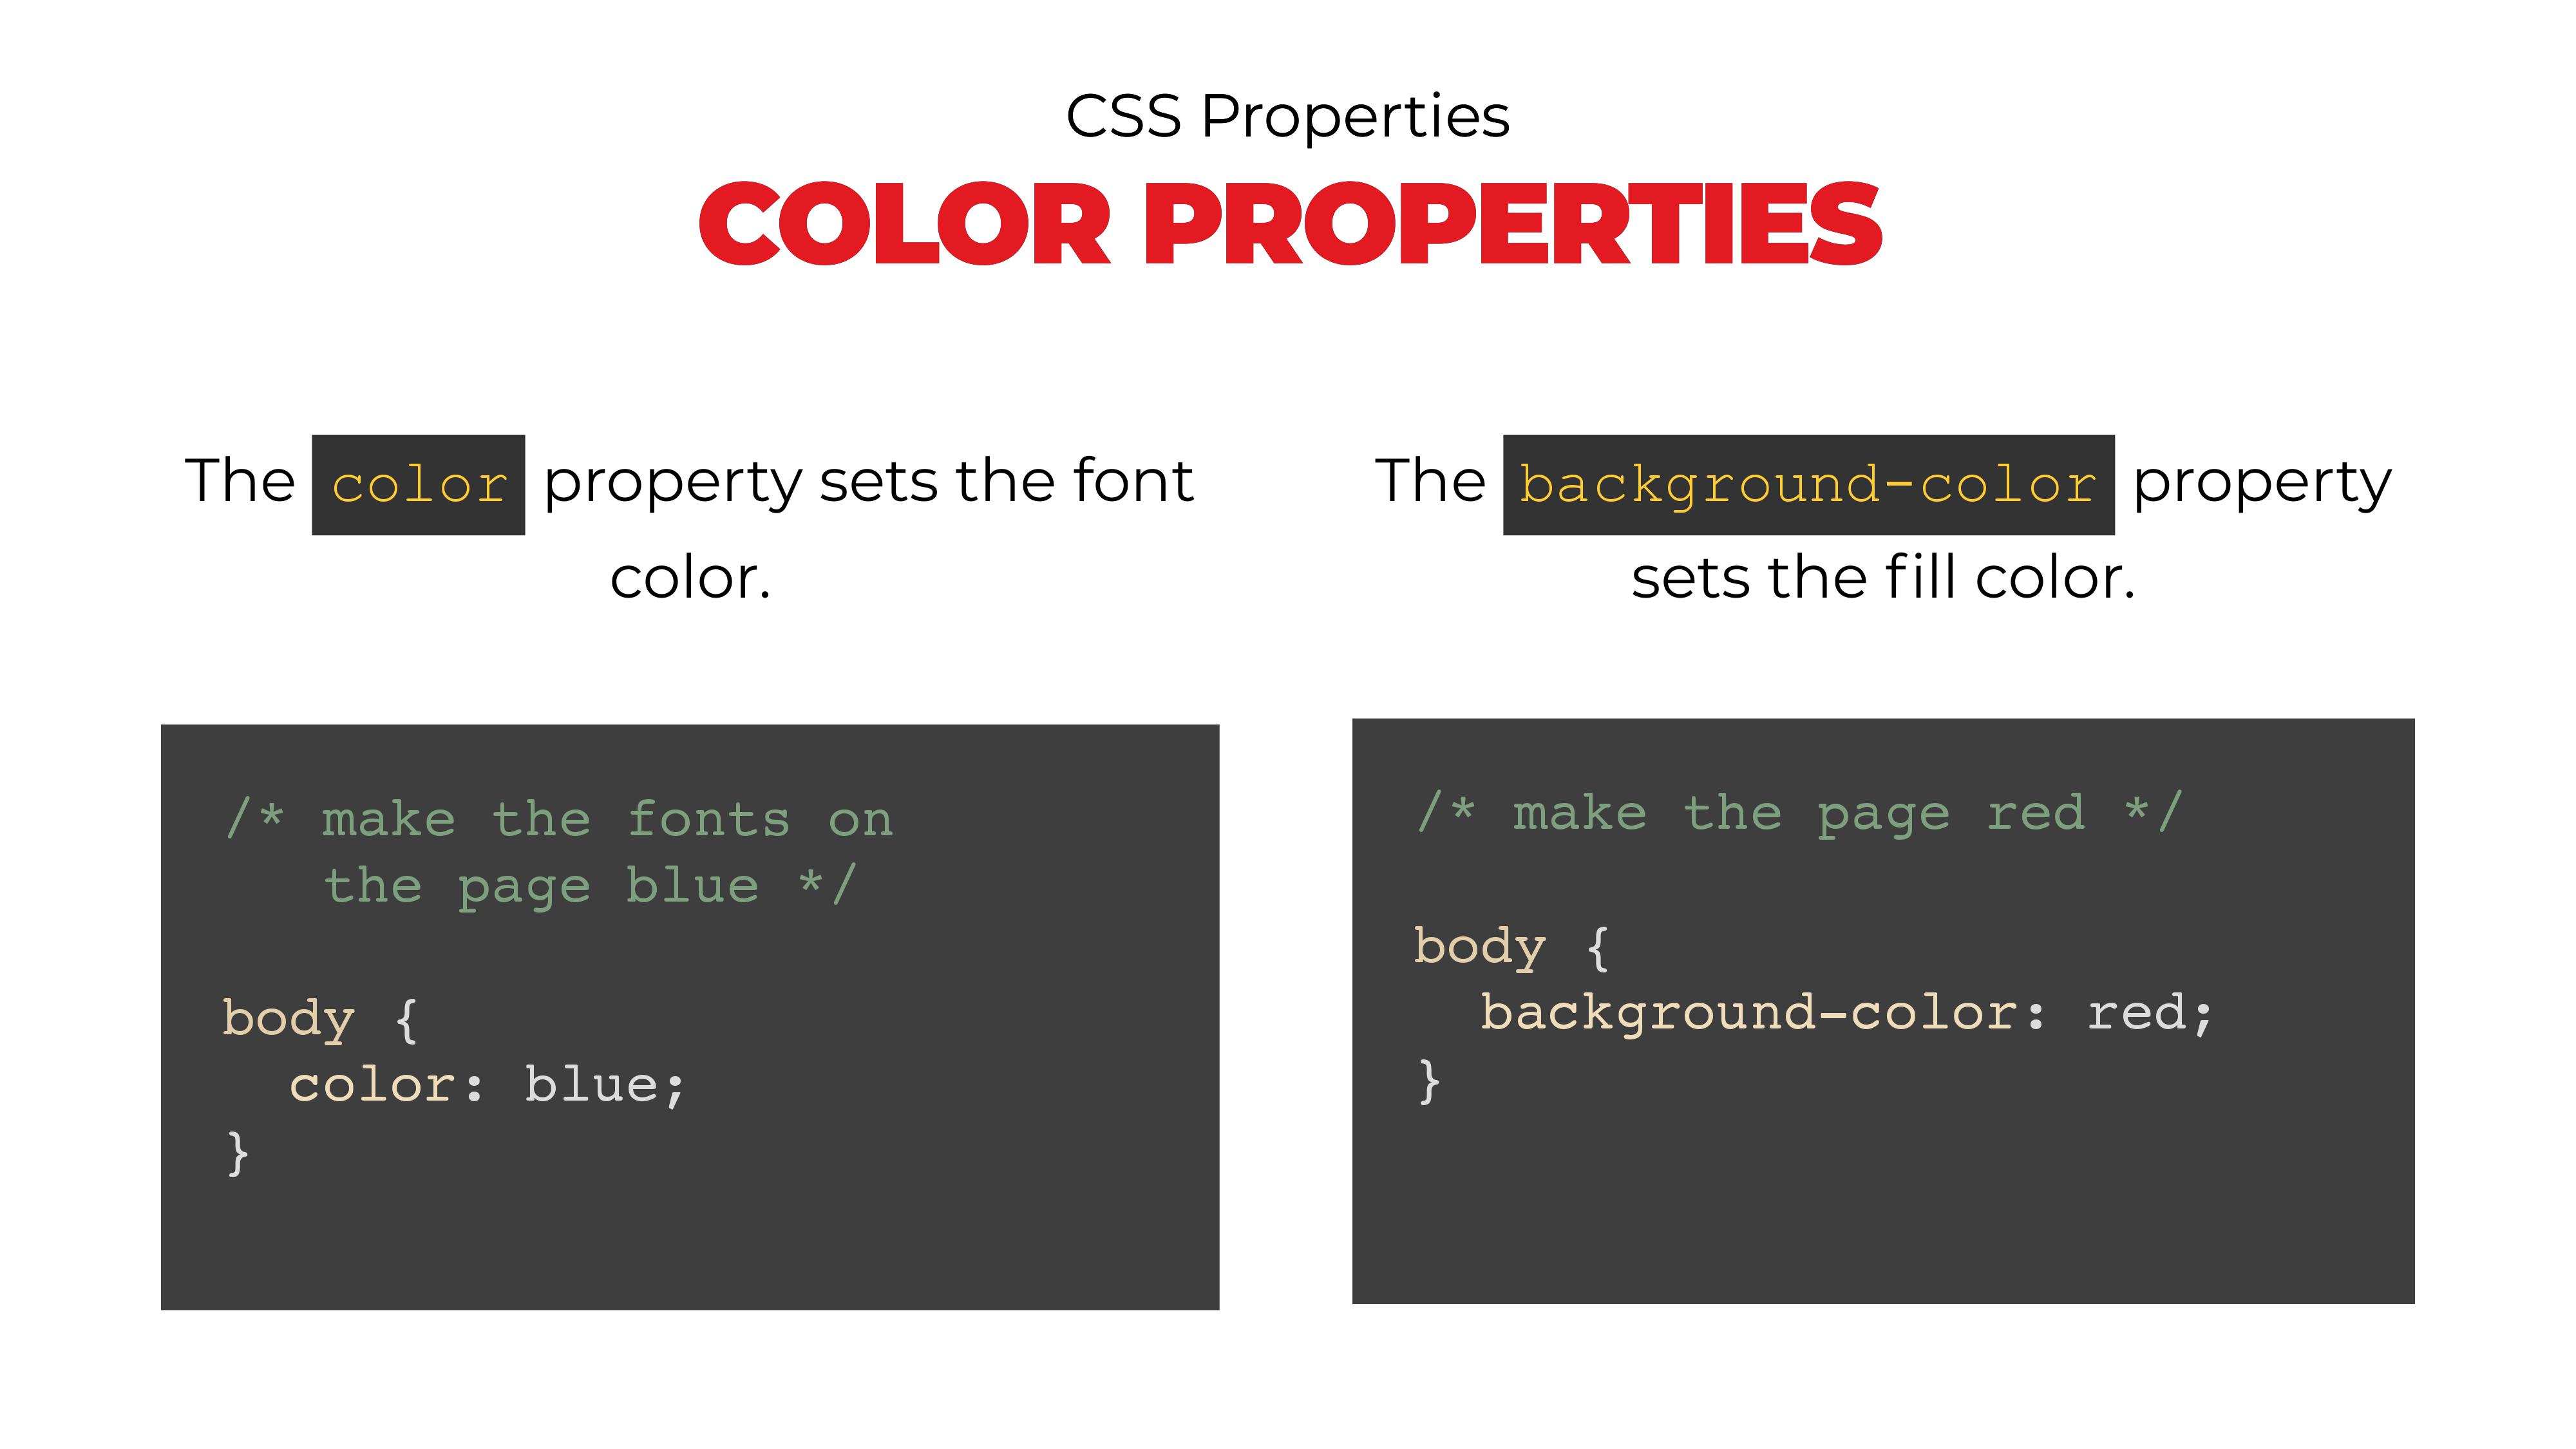 CSS Properties
COLOR PROPERTIES
The color property sets the font
color.
/* make the fonts on
   the page blue */
body {
  color: blue;
}
The background-color property
sets the fill color.
/* make the page red */
body {
  background-color: red;
}